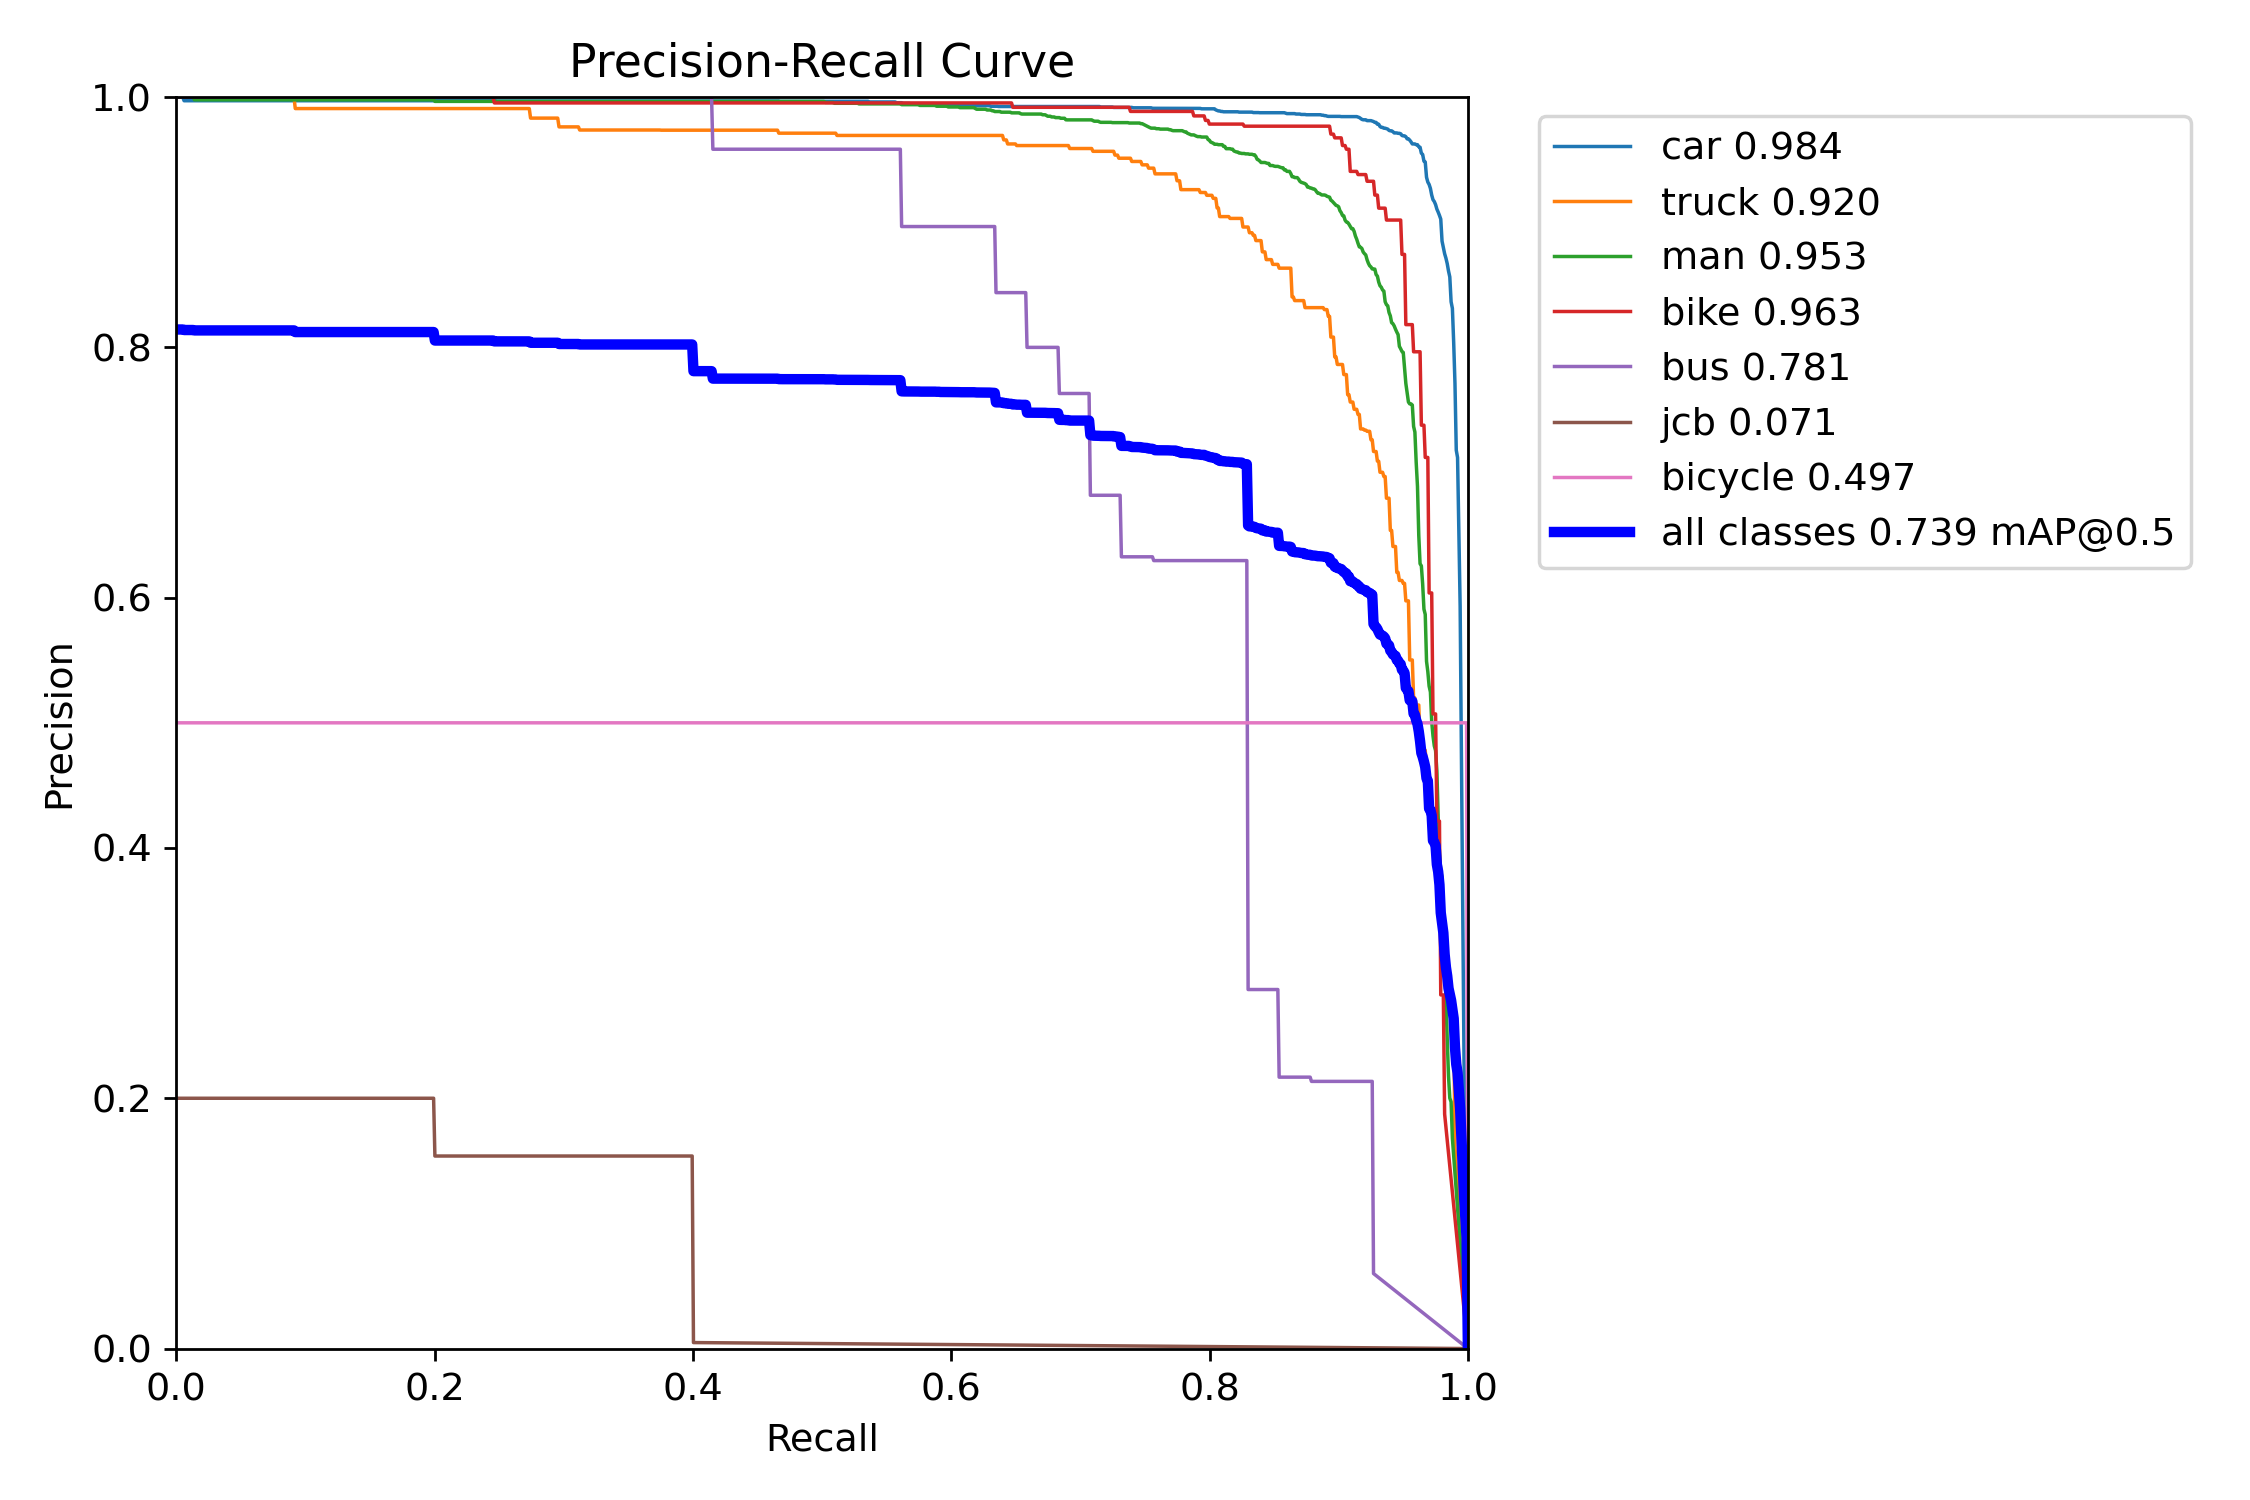 Precision-Recall Curve
1.0
0.8
0.6
0.4
0.2
0.0
Precision
0.0 0.2 0.4 0.6 0.8 1.0
Recall
car 0.984
truck 0.920
man 0.953
bike 0.963
bus 0.781
jcb 0.071
bicycle 0.497
all classes 0.739 mAP@0.5